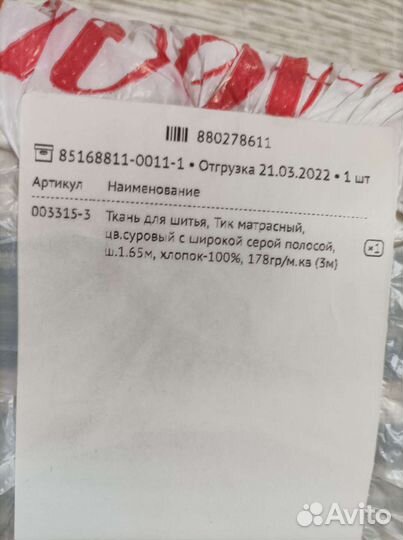 880278611
85168811-0011-1 • Отгрузка 21.03.2022 • 1 шт
Артикул Наименование
003315-3 Ткань для шитья, Тик матрасный,
цв.суровый с широкой серой полосой, x1
ш.1.65м, хлопок-100%, 178гр/м.кв (3м)
Avito